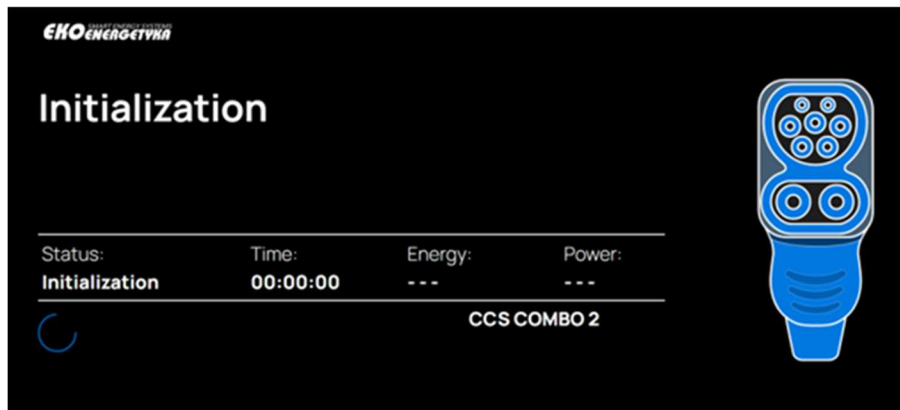 SMART ENERGY SYSTEMS
EKOENERGETYKA
Initialization
Status: Time: Energy: Power:
Initialization 00:00:00 --- ---
CCS COMBO 2